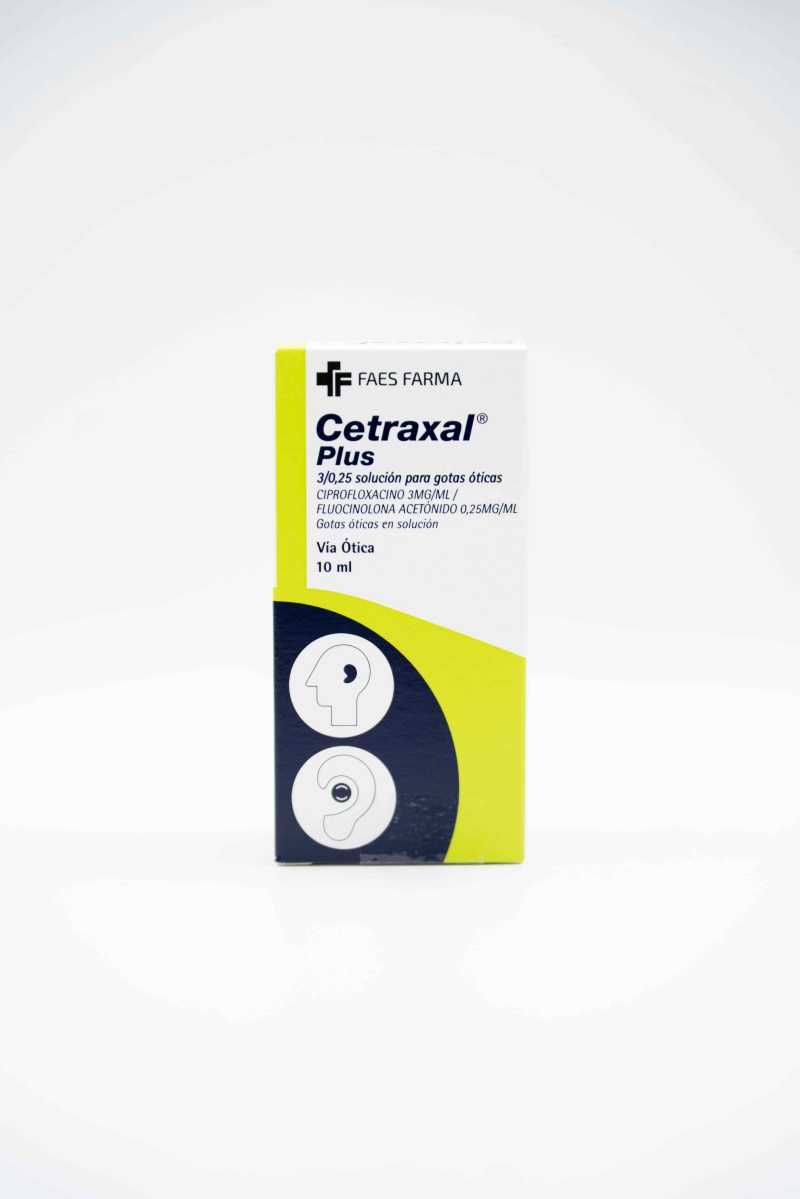 FAES FARMA
Cetraxal®
Plus
3/0,25 solución para gotas óticas
CIPROFLOXACINO 3MG/ML /
FLUOCINOLONA ACETÓNIDO 0,25MG/ML
Gotas óticas en solución
Vía Ótica
10 ml